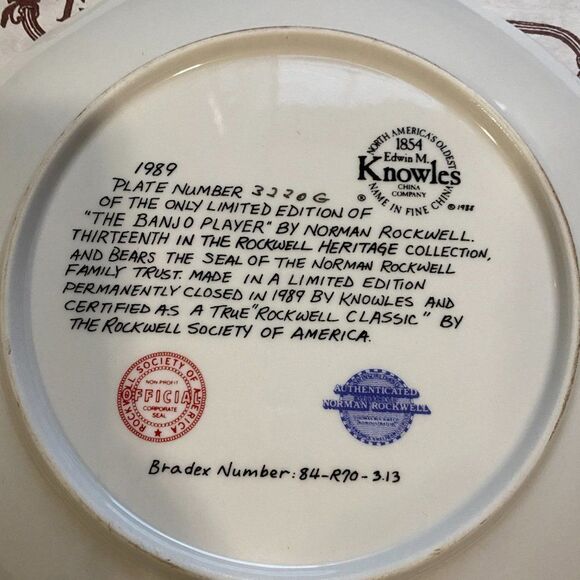 NORTH AMERICA'S OLDEST
1854
Edwin M.
Knowles
CHINA
COMPANY
NAME IN FINE CHINA
®
©1988
1989
PLATE NUMBER 3220G
OF THE ONLY LIMITED EDITION OF
"THE BANJO PLAYER" BY NORMAN ROCKWELL.
THIRTEENTH IN THE ROCKWELL HERITAGE COLLECTION,
AND BEARS THE SEAL OF THE NORMAN ROCKWELL
FAMILY TRUST. MADE IN A LIMITED EDITION
PERMANENTLY CLOSED IN 1989 BY KNOWLES AND
CERTIFIED AS A TRUE "ROCKWELL CLASSIC" BY
THE ROCKWELL SOCIETY OF AMERICA.
ROCKWELL SOCIETY OF AMERICA
NON PROFIT
OFFICIAL
CORPORATE
SEAL
AUTHENTICATED
NORMAN ROCKWELL
Bradex Number: 84-R70-3.13